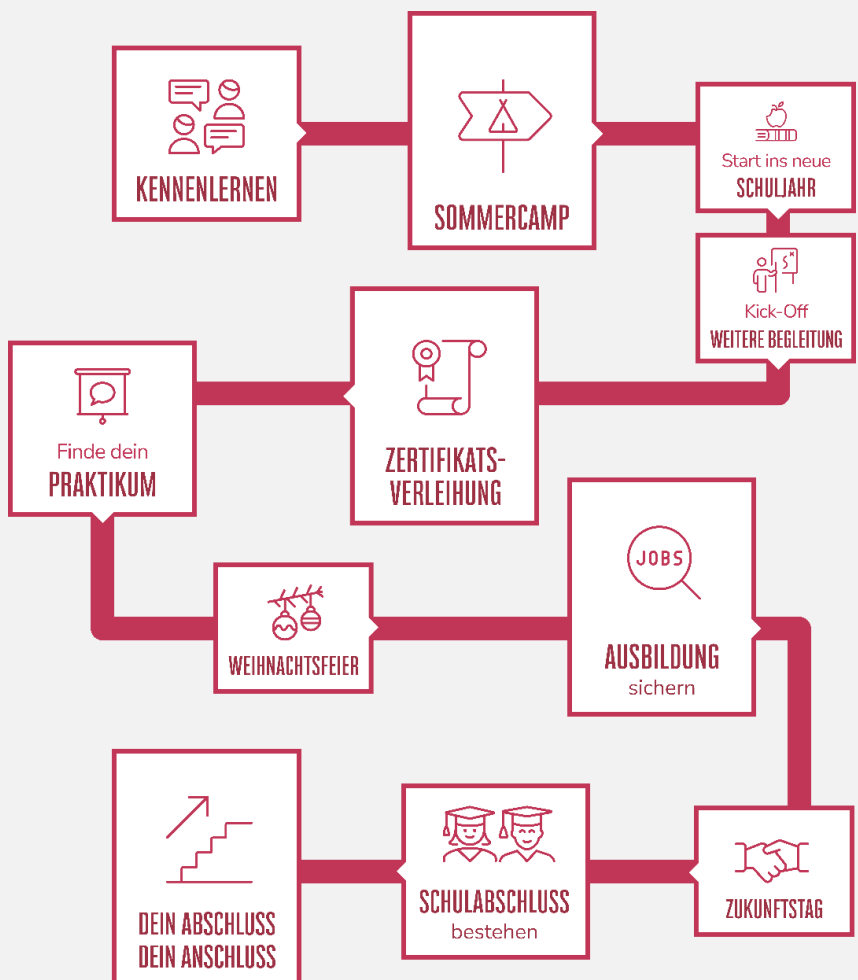 KENNENLERNEN
SOMMERCAMP
Start ins neue
SCHULJAHR
Kick-Off
WEITERE BEGLEITUNG
ZERTIFIKATS-
VERLEIHUNG
Finde dein
PRAKTIKUM
WEIHNACHTSFEIER
JOBS
AUSBILDUNG
sichern
ZUKUNFTSTAG
SCHULABSCHLUSS
bestehen
DEIN ABSCHLUSS
DEIN ANSCHLUSS